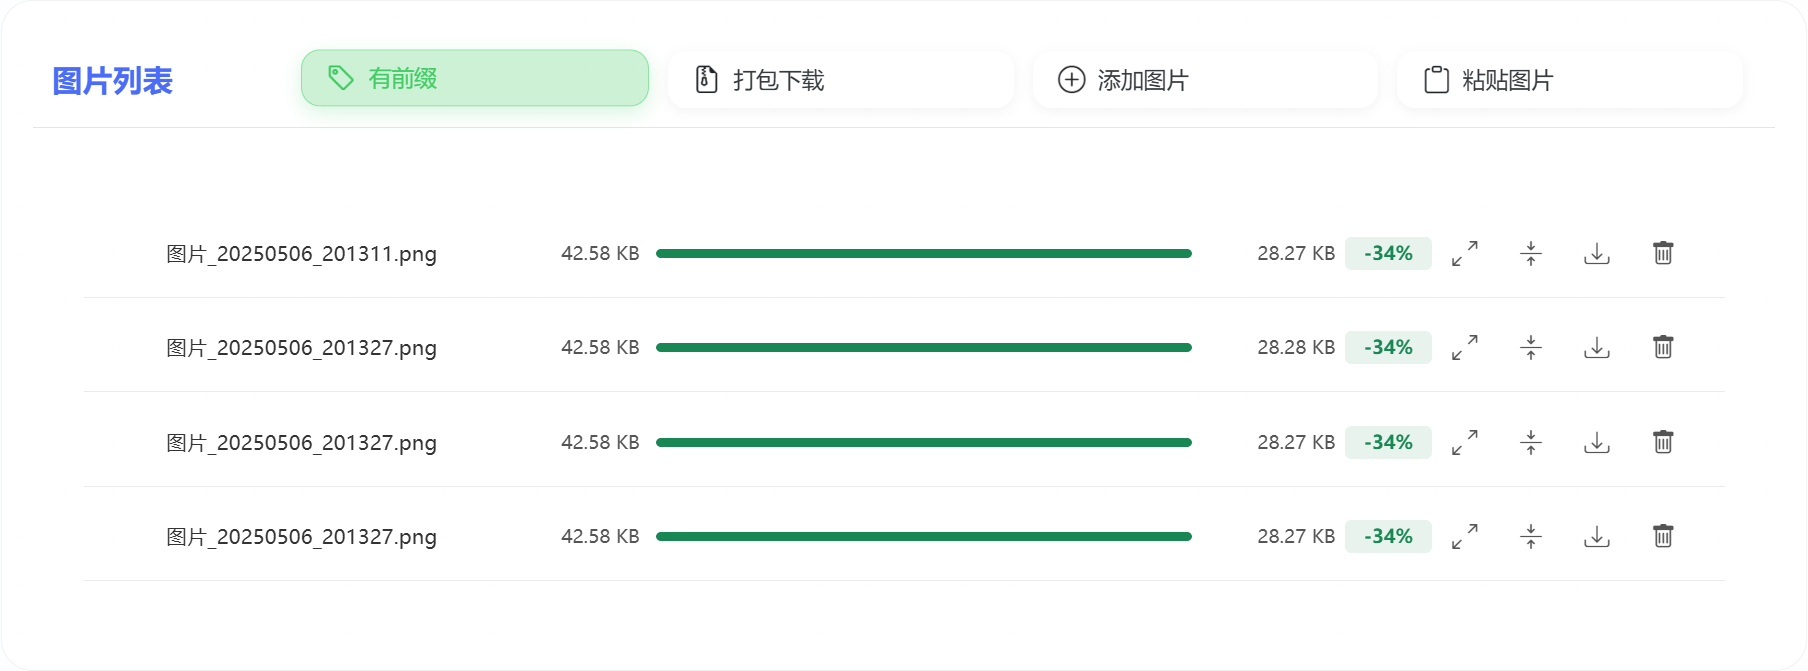 图片列表 有前缀 打包下载 添加图片 粘贴图片
图片_20250506_201311.png 42.58 KB 28.27 KB -34%
图片_20250506_201327.png 42.58 KB 28.28 KB -34%
图片_20250506_201327.png 42.58 KB 28.27 KB -34%
图片_20250506_201327.png 42.58 KB 28.27 KB -34%